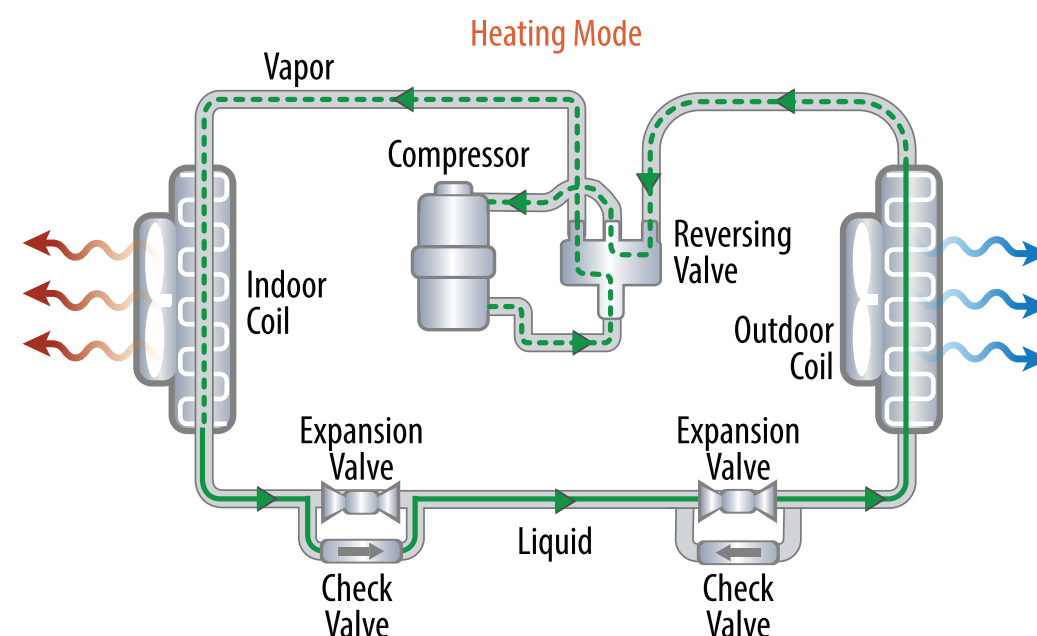 Heating Mode
Vapor
Compressor
Reversing
Valve
Indoor
Coil
Outdoor
Coil
Expansion
Valve
Expansion
Valve
Liquid
Check
Valve
Check
Valve